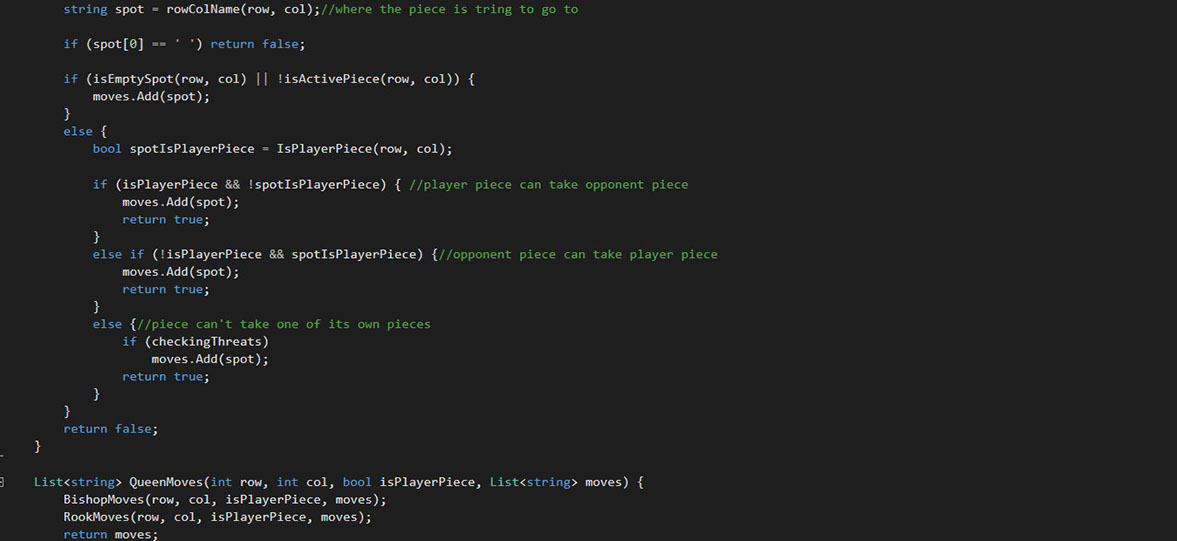 string spot = rowColName(row, col);//where the piece is tring to go to
if (spot[0] == ' ') return false;
if (isEmptySpot(row, col) || !isActivePiece(row, col)) {
moves.Add(spot);
}
else {
bool spotIsPlayerPiece = IsPlayerPiece(row, col);
if (isPlayerPiece && !spotIsPlayerPiece) { //player piece can take opponent piece
moves.Add(spot);
return true;
}
else if (!isPlayerPiece && spotIsPlayerPiece) {//opponent piece can take player piece
moves.Add(spot);
return true;
}
else {//piece can't take one of its own pieces
if (checkingThreats)
moves.Add(spot);
return true;
}
}
return false;
}
List<string> QueenMoves(int row, int col, bool isPlayerPiece, List<string> moves) {
BishopMoves(row, col, isPlayerPiece, moves);
RookMoves(row, col, isPlayerPiece, moves);
return moves;